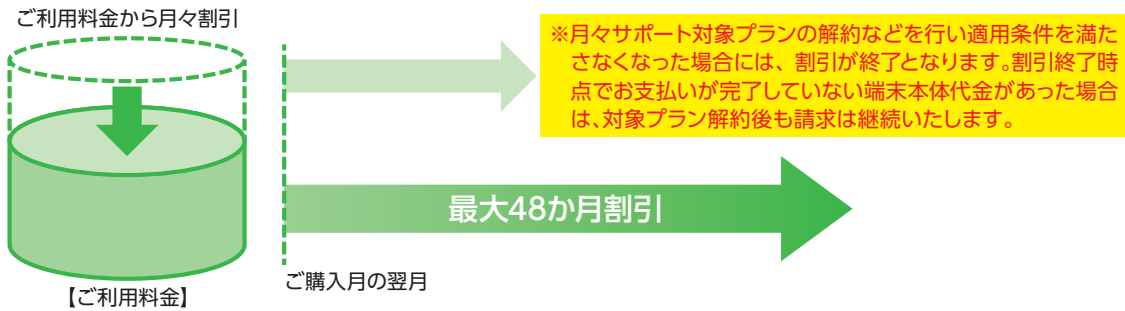 ご利用料金から月々割引
※月々サポート対象プランの解約などを行い適用条件を満た
さなくなった場合には、割引が終了となります。割引終了時
点でお支払いが完了していない端末本体代金があった場合
は、対象プラン解約後も請求は継続いたします。
最大48か月割引
ご購入月の翌月
【ご利用料金】